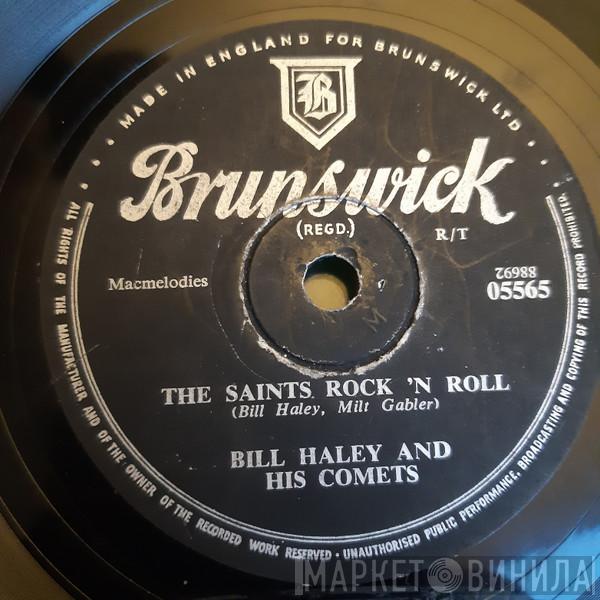 MADE IN ENGLAND FOR BRUNSWICK LTD
B
Brunswick
(REGD.)
R/T
Macmelodies
88692
05565
M
THE SAINTS ROCK 'N ROLL
(Bill Haley, Milt Gabler)
BILL HALEY AND
HIS COMETS
ALL RIGHTS OF THE MANUFACTURER AND OF THE OWNER OF THE RECORDED WORK RESERVED · UNAUTHORISED PUBLIC PERFORMANCE, BROADCASTING AND COPYING OF THIS RECORD PROHIBITED
МАРКЕТ ВИНИЛА